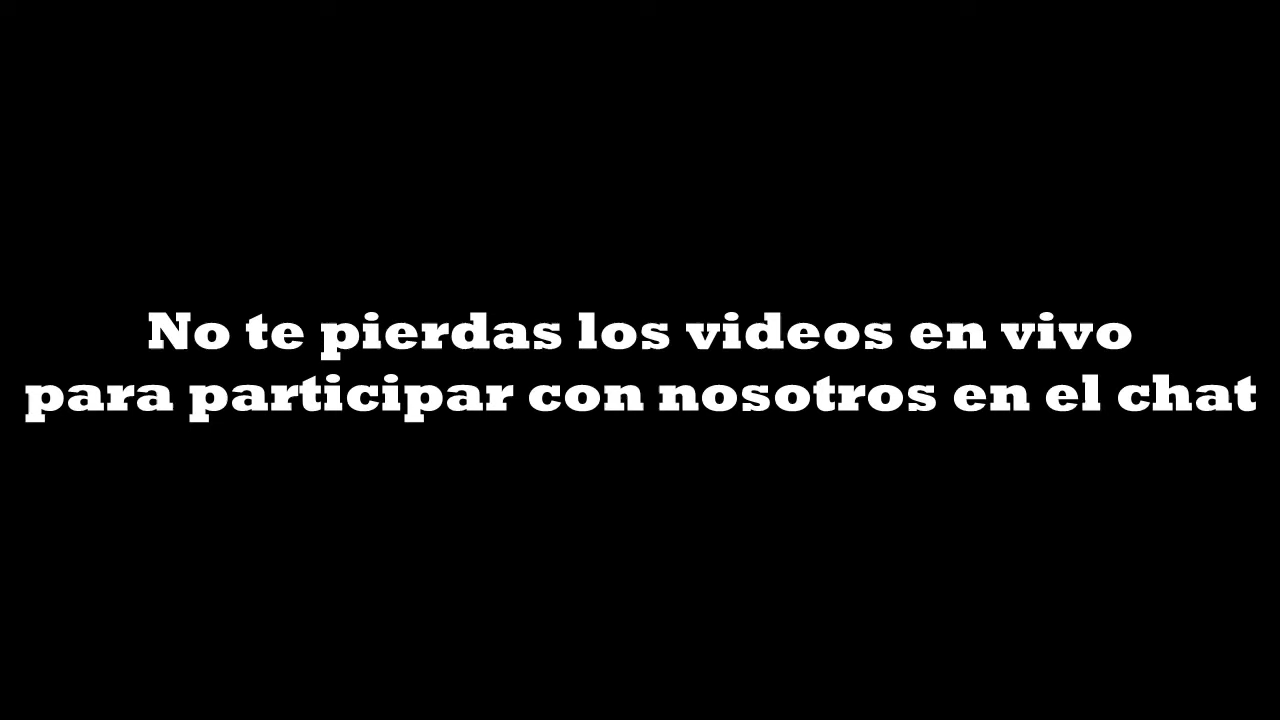 No te pierdas los videos en vivo
para participar con nosotros en el chat